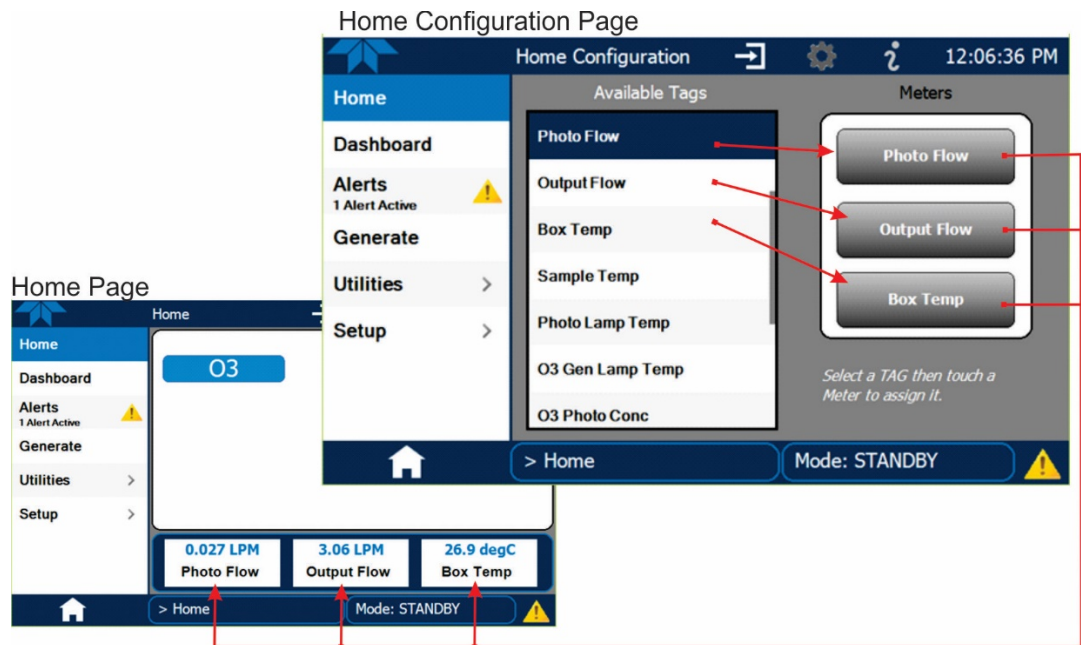 Home Configuration Page
Home Configuration
12:06:36 PM
Home
Dashboard
Alerts
1 Alert Active
Generate
Utilities >
Setup >
Available Tags
Photo Flow
Output Flow
Box Temp
Sample Temp
Photo Lamp Temp
O3 Gen Lamp Temp
O3 Photo Conc
Meters
Photo Flow
Output Flow
Box Temp
Select a TAG then touch a
Meter to assign it.
> Home
Mode: STANDBY
Home Page
Home
Home
Dashboard
Alerts
1 Alert Active
Generate
Utilities >
Setup >
O3
0.027 LPM
Photo Flow
3.06 LPM
Output Flow
26.9 degC
Box Temp
> Home
Mode: STANDBY